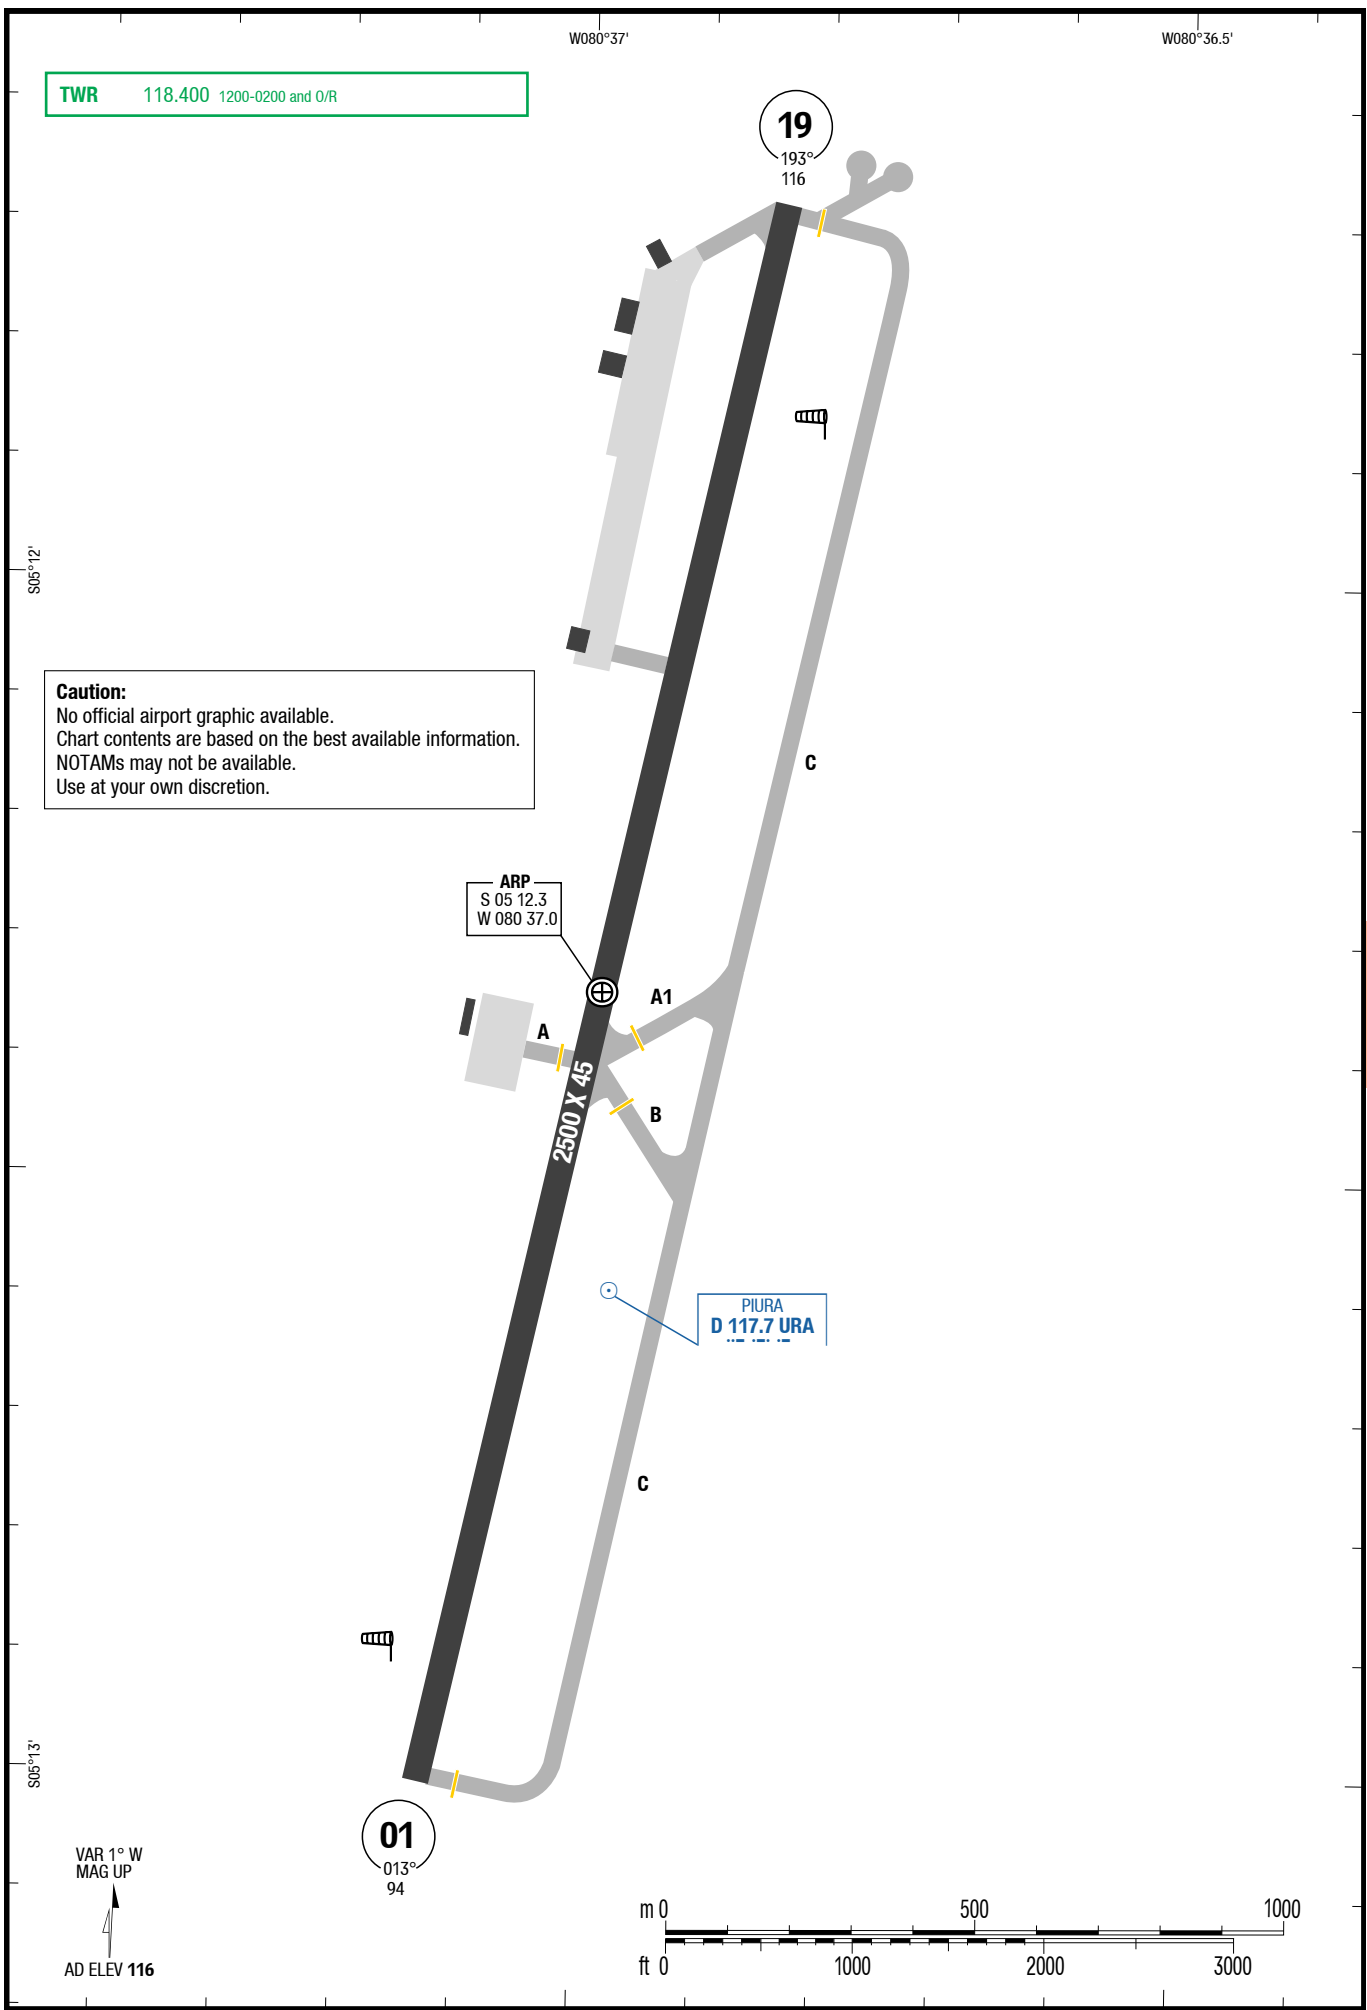 W080°37'
W080°36.5'
TWR 118.400 1200-0200 and O/R
19
193°
116
S05°12'
Caution:
No official airport graphic available.
Chart contents are based on the best available information.
NOTAMs may not be available.
Use at your own discretion.
C
ARP
S 05 12.3
W 080 37.0
A1
A
B
2500 X 45
PIURA
D 117.7 URA
C
S05°13'
01
013°
94
VAR 1° W
MAG UP
AD ELEV 116
m 0 500 1000
ft 0 1000 2000 3000